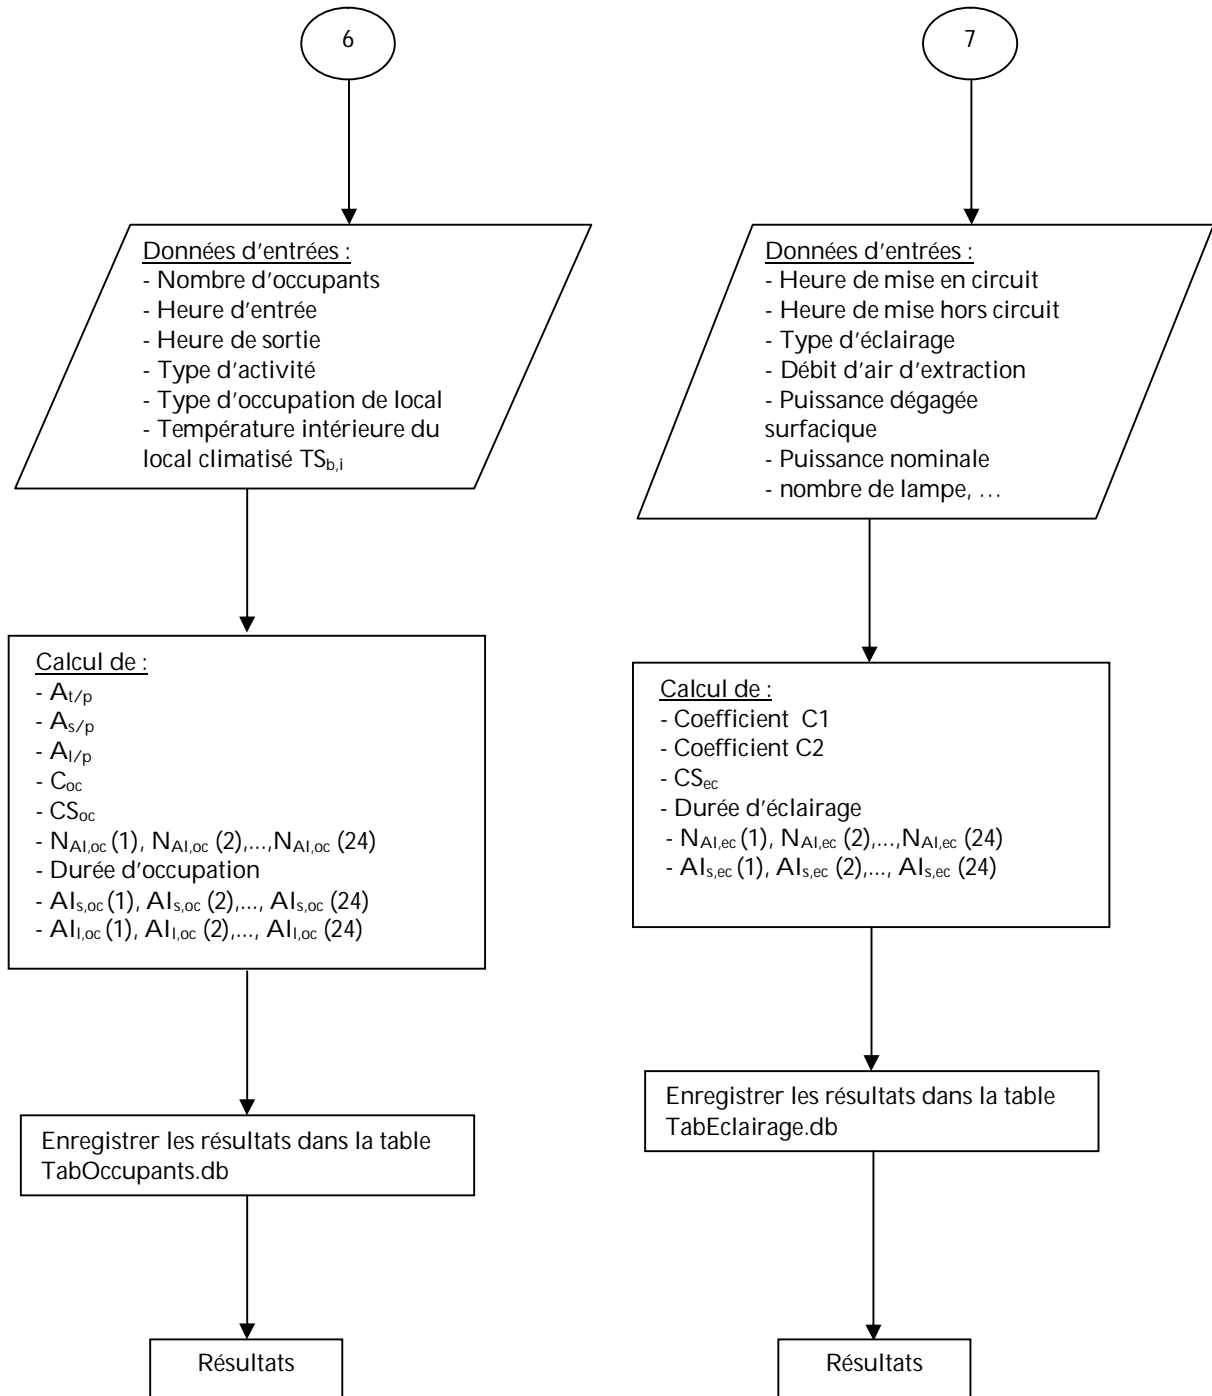 6
Données d'entrées :
- Nombre d'occupants
- Heure d'entrée
- Heure de sortie
- Type d'activité
- Type d'occupation de local
- Température intérieure du
local climatisé TSb,i
Calcul de :
- At/p
- As/p
- Al/p
- Coc
- CSoc
- NAI,oc (1), NAI,oc (2),...,NAI,oc (24)
- Durée d'occupation
- AIs,oc (1), AIs,oc (2),..., AIs,oc (24)
- AIl,oc (1), AIl,oc (2),..., AIl,oc (24)
Enregistrer les résultats dans la table
TabOccupants.db
Résultats
7
Données d'entrées :
- Heure de mise en circuit
- Heure de mise hors circuit
- Type d'éclairage
- Débit d'air d'extraction
- Puissance dégagée
surfacique
- Puissance nominale
- nombre de lampe, ...
Calcul de :
- Coefficient C1
- Coefficient C2
- CSec
- Durée d'éclairage
- NAI,ec (1), NAI,ec (2),...,NAI,ec (24)
- AIs,ec (1), AIs,ec (2),..., AIs,ec (24)
Enregistrer les résultats dans la table
TabEclairage.db
Résultats